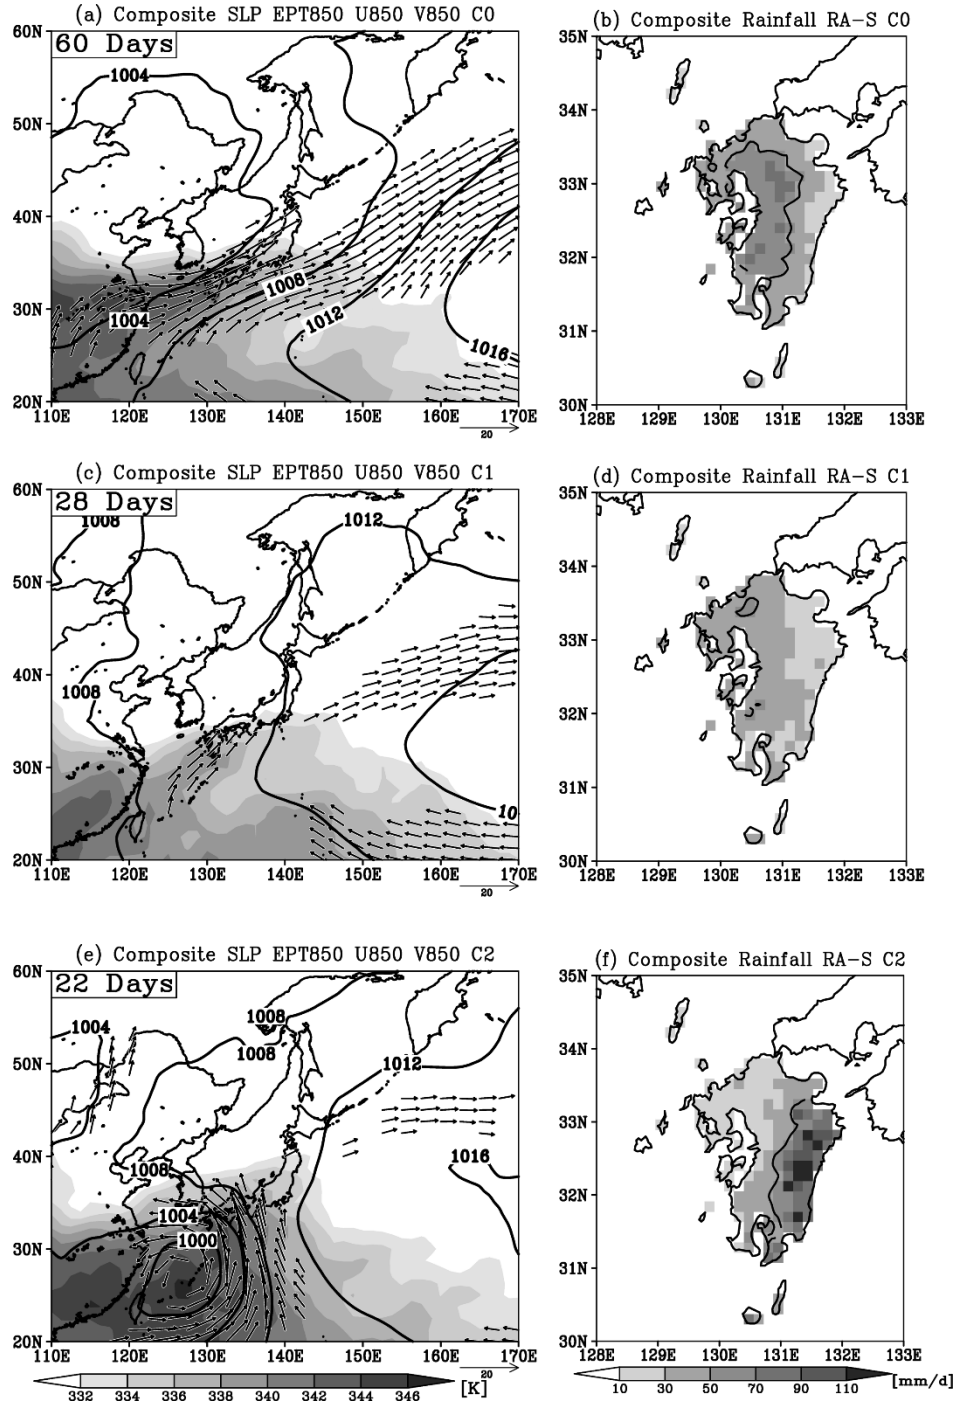 (a) Composite SLP EPT850 U850 V850 C0
60 Days
60N
50N
40N
30N
20N
1004
1004
1008
1012
1016
110E 120E 130E 140E 150E 160E 170E
20
(b) Composite Rainfall RA-S C0
35N
34N
33N
32N
31N
30N
128E 129E 130E 131E 132E 133E
(c) Composite SLP EPT850 U850 V850 C1
28 Days
60N
50N
40N
30N
20N
1008
1012
1008
10
110E 120E 130E 140E 150E 160E 170E
20
(d) Composite Rainfall RA-S C1
35N
34N
33N
32N
31N
30N
128E 129E 130E 131E 132E 133E
(e) Composite SLP EPT850 U850 V850 C2
22 Days
60N
50N
40N
30N
20N
1004
1008
1008
1012
1008
1016
1004
1000
110E 120E 130E 140E 150E 160E 170E
20
332 334 336 338 340 342 344 346 [K]
(f) Composite Rainfall RA-S C2
35N
34N
33N
32N
31N
30N
128E 129E 130E 131E 132E 133E
10 30 50 70 90 110 [mm/d]